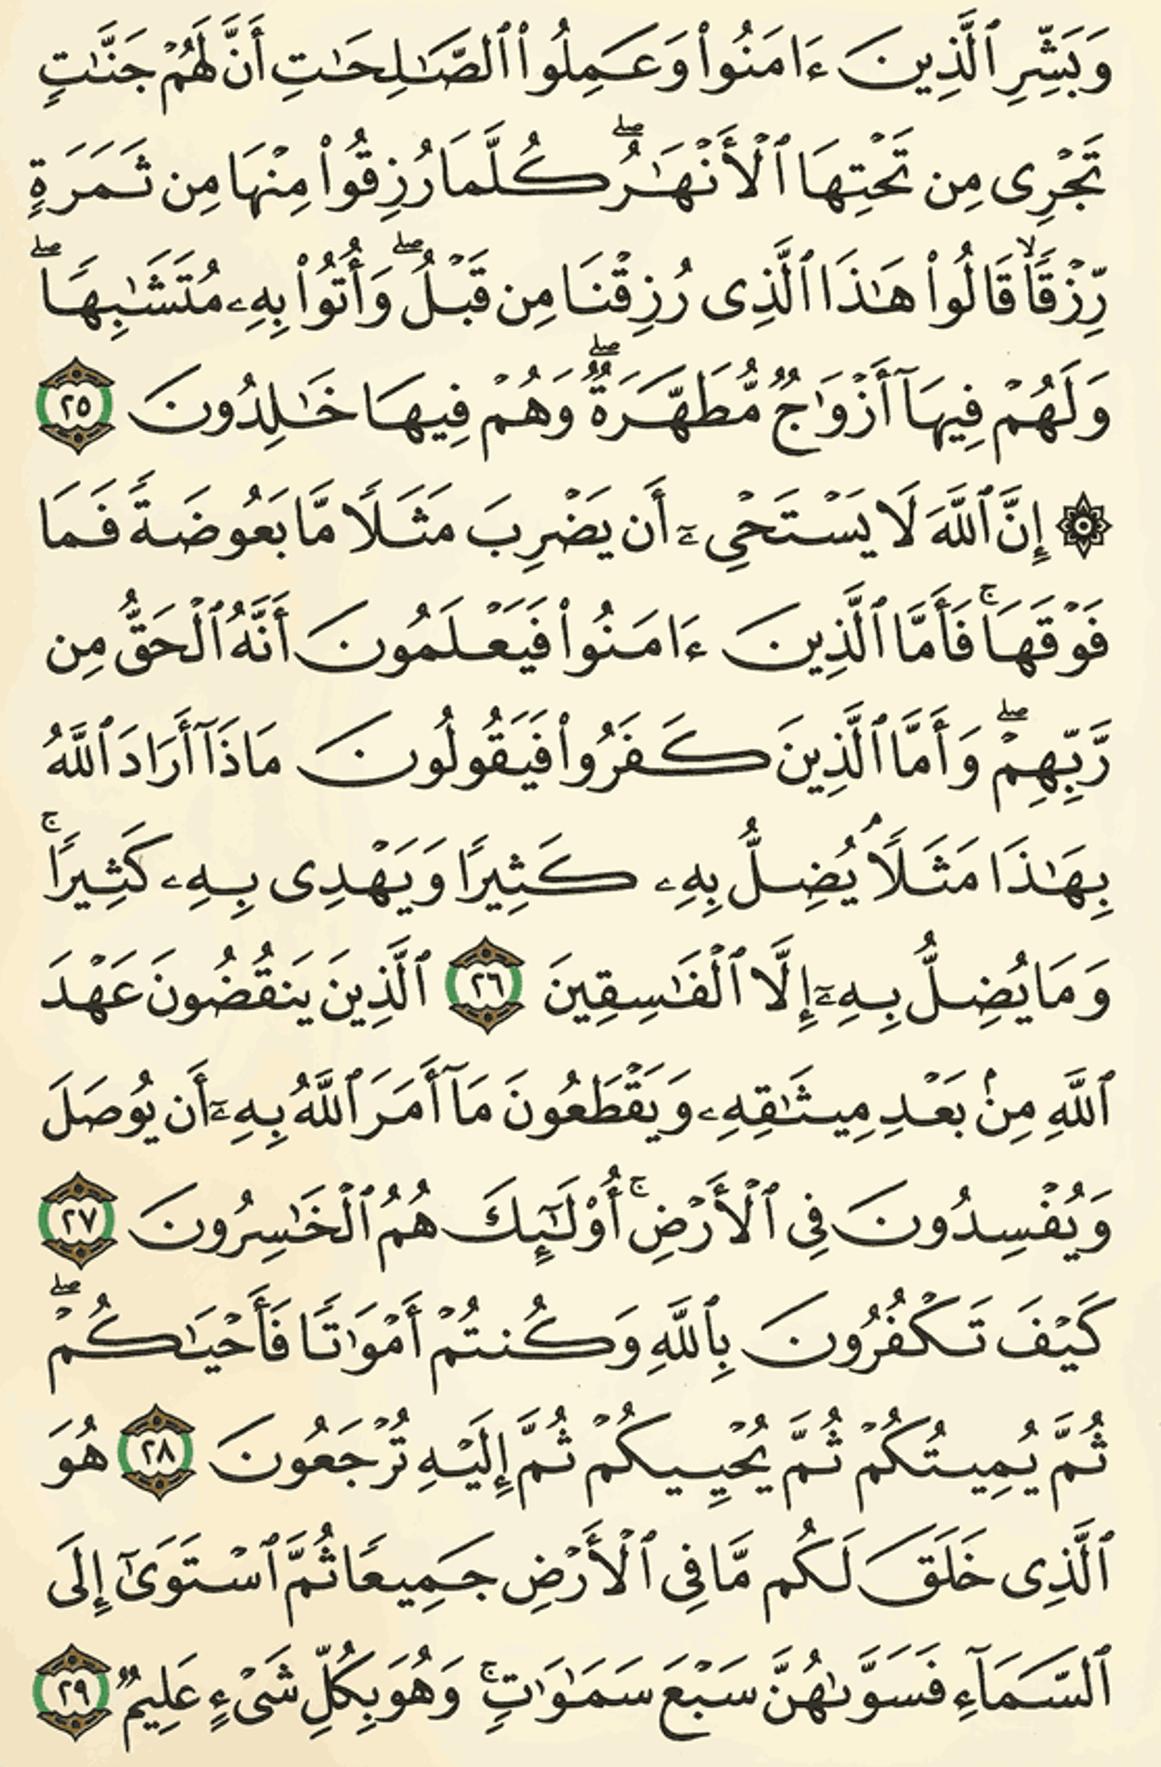 وَبَشِّرِ ٱلَّذِينَ ءَامَنُوا۟ وَعَمِلُوا۟ ٱلصَّـٰلِحَـٰتِ أَنَّ لَهُمْ جَنَّـٰتٍ
تَجْرِى مِن تَحْتِهَا ٱلْأَنْهَـٰرُ ۖ كُلَّمَا رُزِقُوا۟ مِنْهَا مِن ثَمَرَةٍ
رِّزْقًا ۙ قَالُوا۟ هَـٰذَا ٱلَّذِى رُزِقْنَا مِن قَبْلُ ۖ وَأُتُوا۟ بِهِۦ مُتَشَـٰبِهًا ۖ
وَلَهُمْ فِيهَآ أَزْوَٰجٌ مُّطَهَّرَةٌ ۖ وَهُمْ فِيهَا خَـٰلِدُونَ ٢٥
۞ إِنَّ ٱللَّهَ لَا يَسْتَحْىِۦٓ أَن يَضْرِبَ مَثَلًا مَّا بَعُوضَةً فَمَا
فَوْقَهَا ۚ فَأَمَّا ٱلَّذِينَ ءَامَنُوا۟ فَيَعْلَمُونَ أَنَّهُ ٱلْحَقُّ مِن
رَّبِّهِمْ ۖ وَأَمَّا ٱلَّذِينَ كَفَرُوا۟ فَيَقُولُونَ مَاذَآ أَرَادَ ٱللَّهُ
بِهَـٰذَا مَثَلًا ۘ يُضِلُّ بِهِۦ كَثِيرًا وَيَهْدِى بِهِۦ كَثِيرًا ۚ
وَمَا يُضِلُّ بِهِۦٓ إِلَّا ٱلْفَـٰسِقِينَ ٢٦ ٱلَّذِينَ يَنقُضُونَ عَهْدَ
ٱللَّهِ مِنۢ بَعْدِ مِيثَـٰقِهِۦ وَيَقْطَعُونَ مَآ أَمَرَ ٱللَّهُ بِهِۦٓ أَن يُوصَلَ
وَيُفْسِدُونَ فِى ٱلْأَرْضِ ۚ أُو۟لَـٰٓئِكَ هُمُ ٱلْخَـٰسِرُونَ ٢٧
كَيْفَ تَكْفُرُونَ بِٱللَّهِ وَكُنتُمْ أَمْوَٰتًا فَأَحْيَـٰكُمْ ۖ
ثُمَّ يُمِيتُكُمْ ثُمَّ يُحْيِيكُمْ ثُمَّ إِلَيْهِ تُرْجَعُونَ ٢٨ هُوَ
ٱلَّذِى خَلَقَ لَكُم مَّا فِى ٱلْأَرْضِ جَمِيعًا ثُمَّ ٱسْتَوَىٰٓ إِلَى
ٱلسَّمَآءِ فَسَوَّىٰهُنَّ سَبْعَ سَمَـٰوَٰتٍ ۚ وَهُوَ بِكُلِّ شَىْءٍ عَلِيمٌ ٢٩